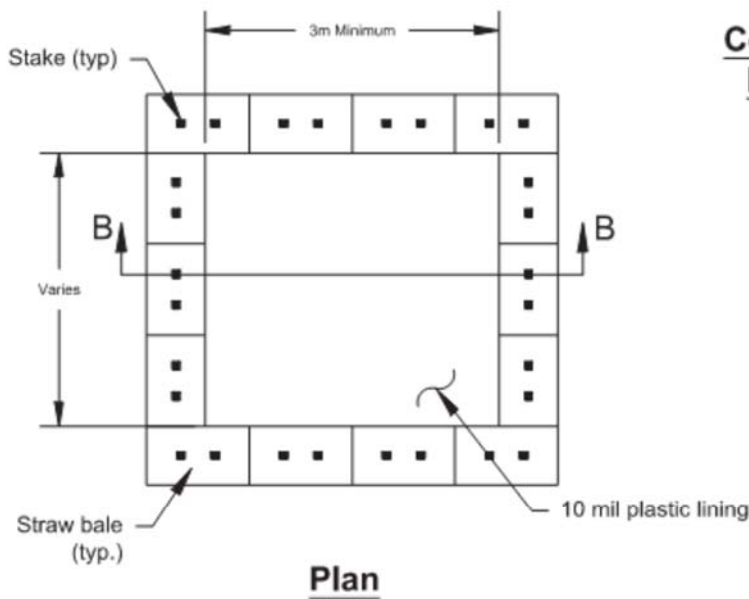 3m Minimum
Stake (typ)
B
B
Varies
Straw bale
(typ.)
10 mil plastic lining
Plan